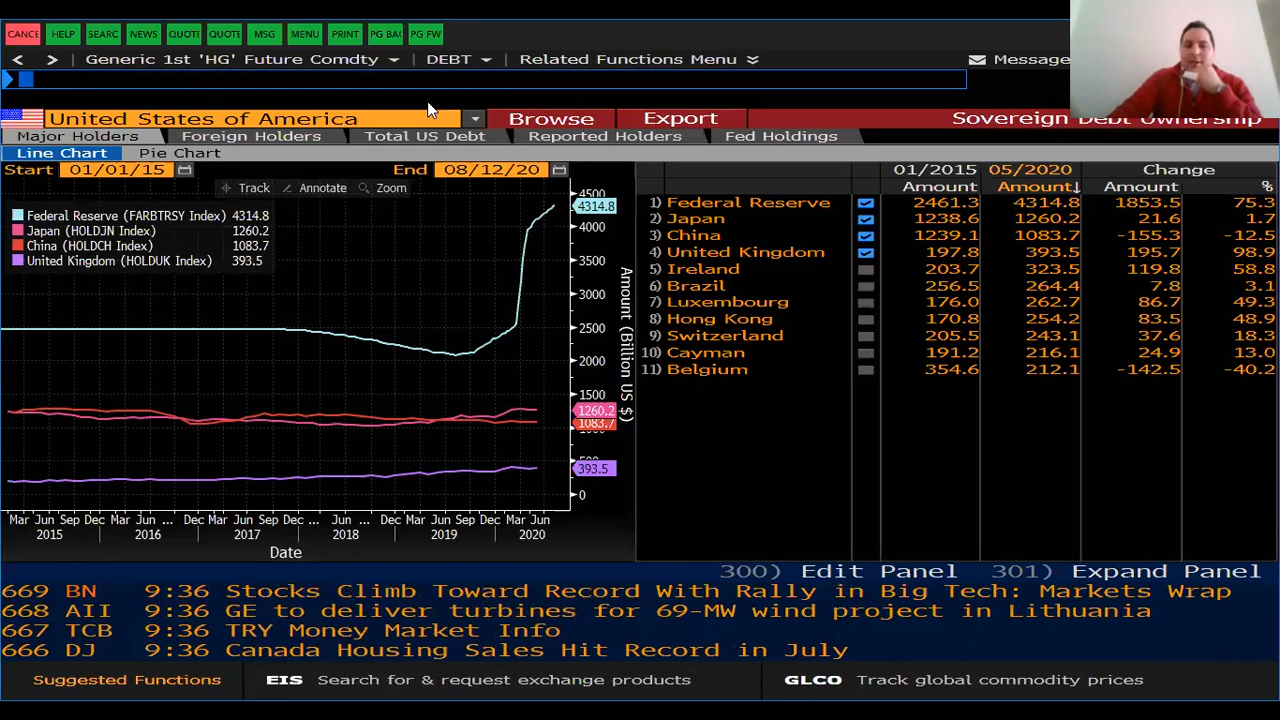 CANCE HELP SEARC NEWS QUOTE QUOTE MSG MENU PRINT PG BAC PG FW
< > Generic 1st 'HG' Future Comdty DEBT Related Functions Menu Message
United States of America Browse Export Sovereign Debt Ownership
Major Holders Foreign Holders Total US Debt Reported Holders Fed Holdings
Line Chart Pie Chart
Start 01/01/15 End 08/12/20
Track Annotate Zoom
Federal Reserve (FARBTRSY Index) 4314.8
Japan (HOLDJN Index) 1260.2
China (HOLDCH Index) 1083.7
United Kingdom (HOLDUK Index) 393.5
4500
4314.8
4000
3500
3000
2500
2000
1500
1260.2
1083.7
393.5
0
Amount (Billion US $)
Mar Jun Sep Dec Mar Jun ... Dec Mar Jun Sep Dec ... Jun ... Dec Mar Jun Sep Dec Mar Jun
2015 2016 2017 2018 2019 2020
Date
01/2015 05/2020 Change
Amount Amount↓ Amount %
1) Federal Reserve 2461.3 4314.8 1853.5 75.3
2) Japan 1238.6 1260.2 21.6 1.7
3) China 1239.1 1083.7 -155.3 -12.5
4) United Kingdom 197.8 393.5 195.7 98.9
5) Ireland 203.7 323.5 119.8 58.8
6) Brazil 256.5 264.4 7.8 3.1
7) Luxembourg 176.0 262.7 86.7 49.3
8) Hong Kong 170.8 254.2 83.5 48.9
9) Switzerland 205.5 243.1 37.6 18.3
10) Cayman 191.2 216.1 24.9 13.0
11) Belgium 354.6 212.1 -142.5 -40.2
300) Edit Panel 301) Expand Panel
669 BN 9:36 Stocks Climb Toward Record With Rally in Big Tech: Markets Wrap
668 AII 9:36 GE to deliver turbines for 69-MW wind project in Lithuania
667 TCB 9:36 TRY Money Market Info
666 DJ 9:36 Canada Housing Sales Hit Record in July
Suggested Functions EIS Search for & request exchange products GLCO Track global commodity prices